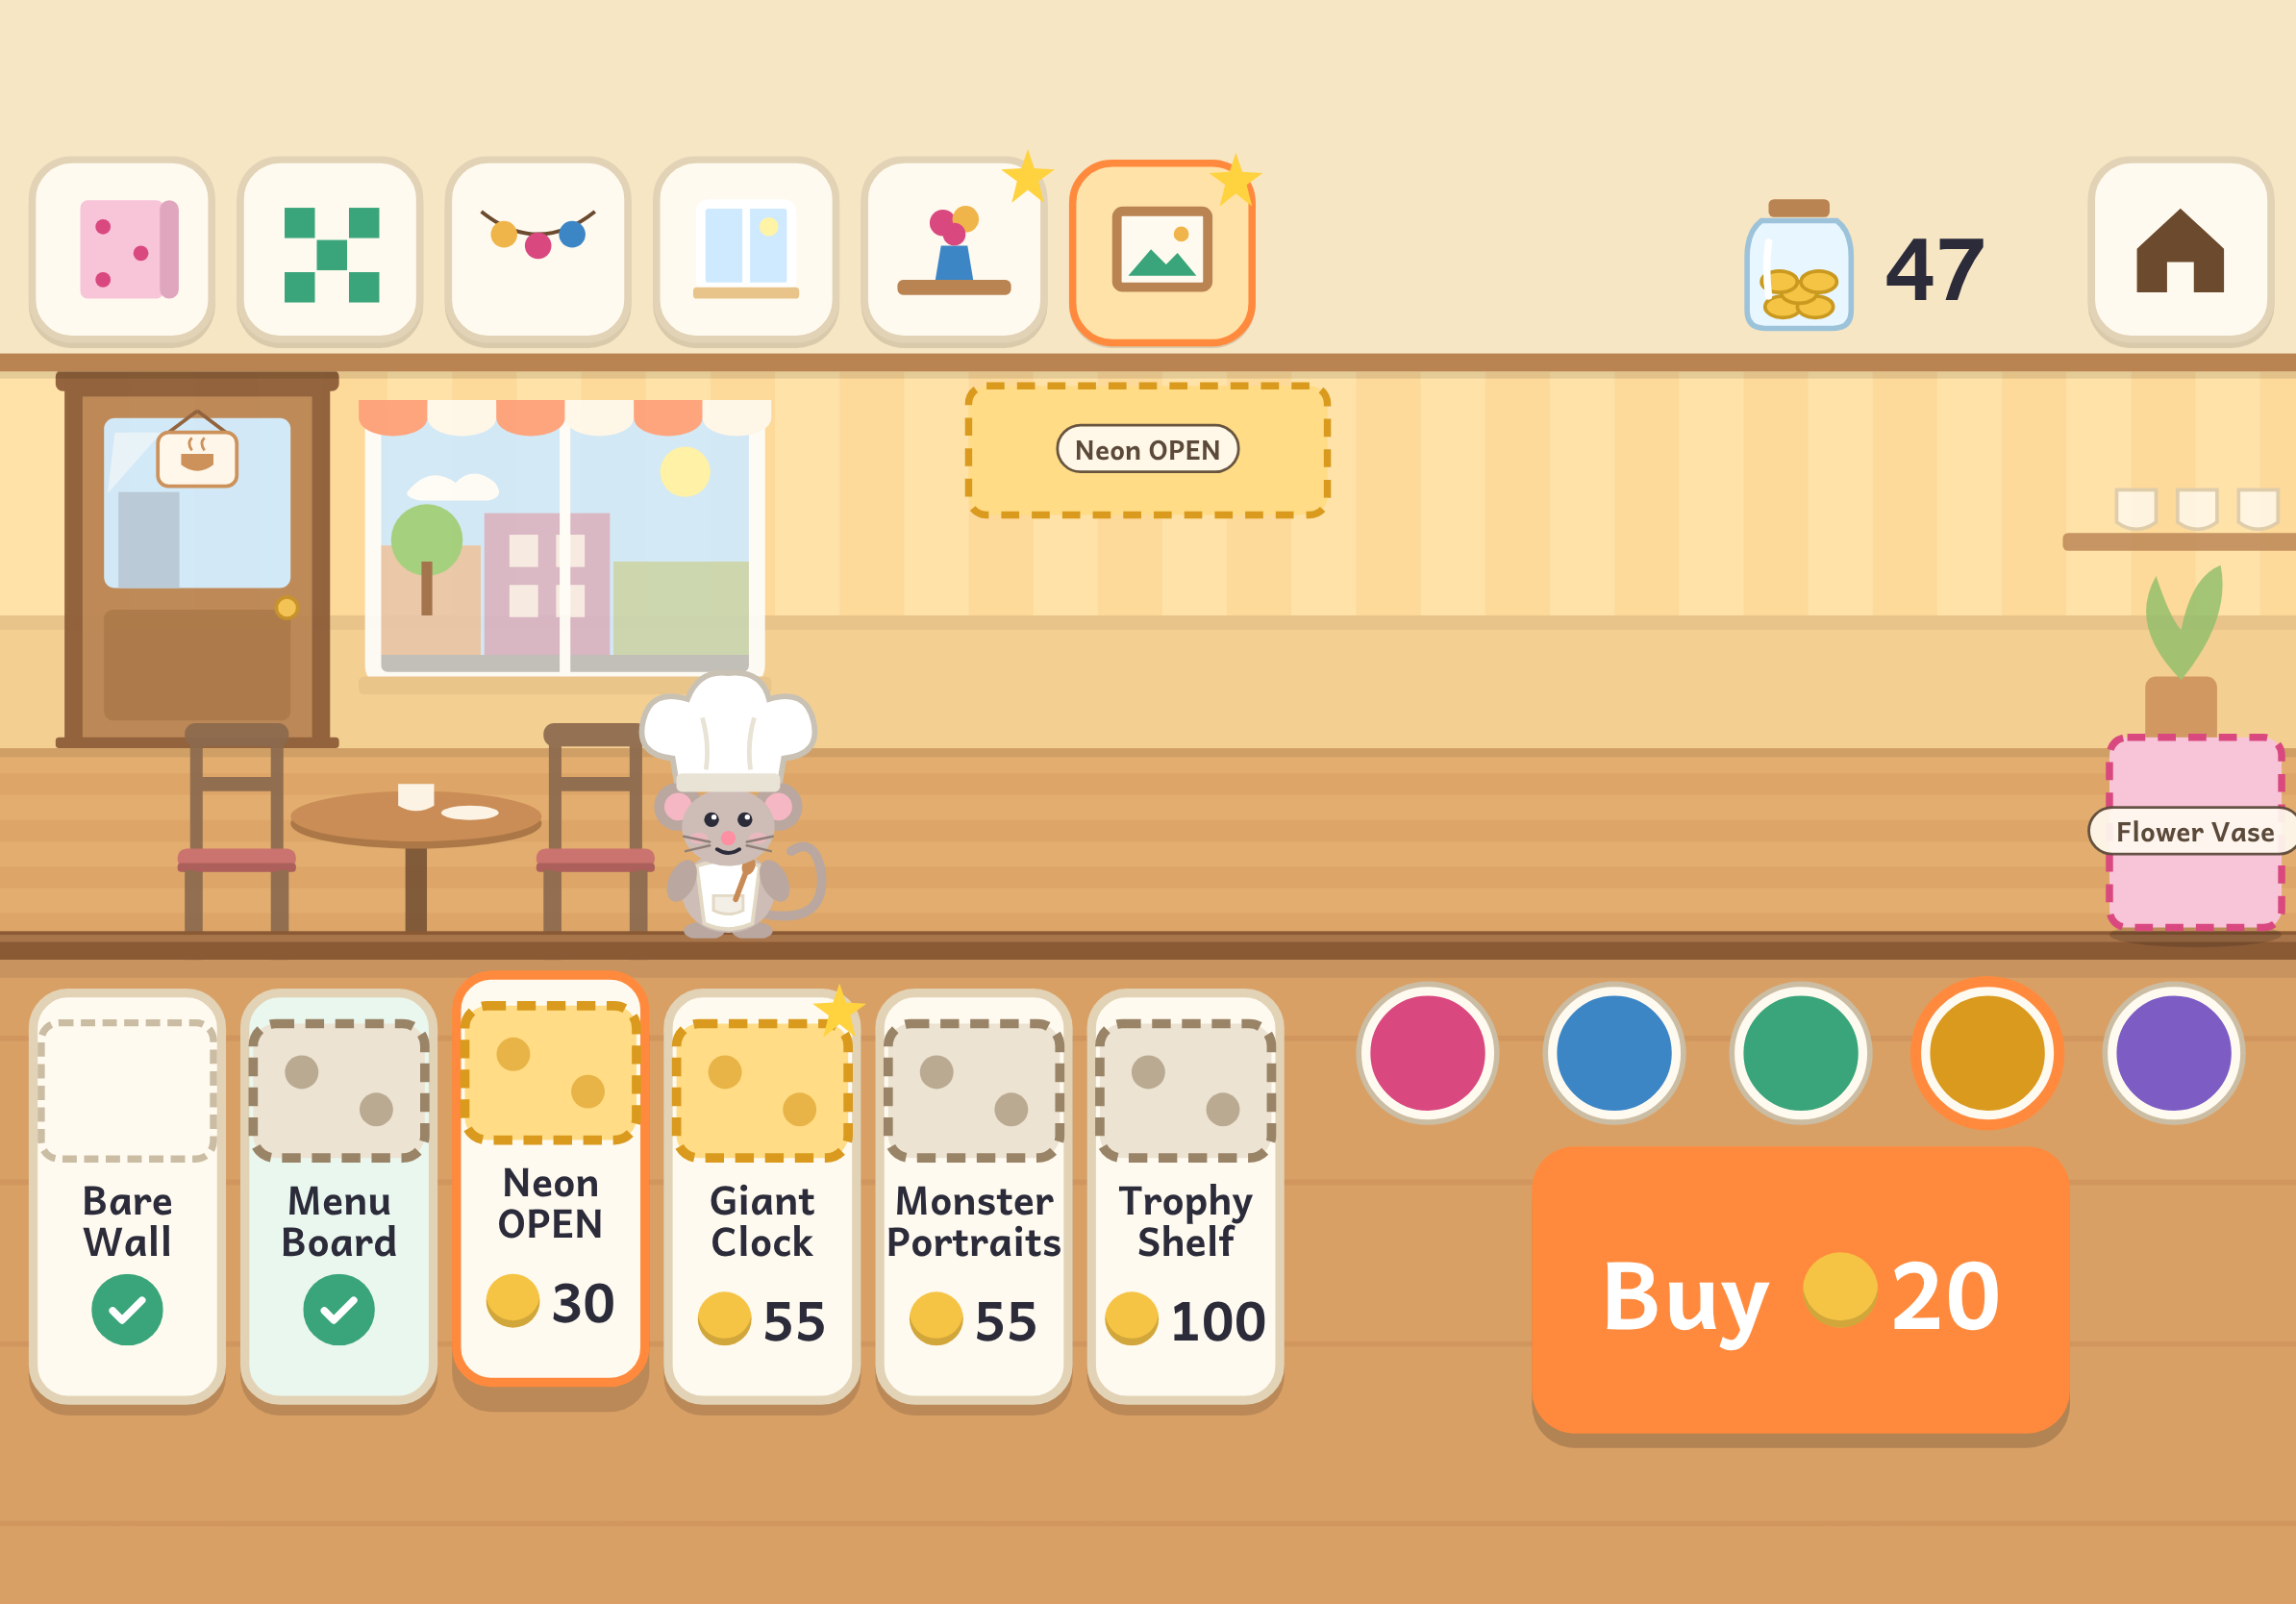 47
Neon OPEN
Flower Vase
Bare
Wall
Menu
Board
Neon
OPEN
30
Giant
Clock
55
Monster
Portraits
55
Trophy
Shelf
100
Buy 20